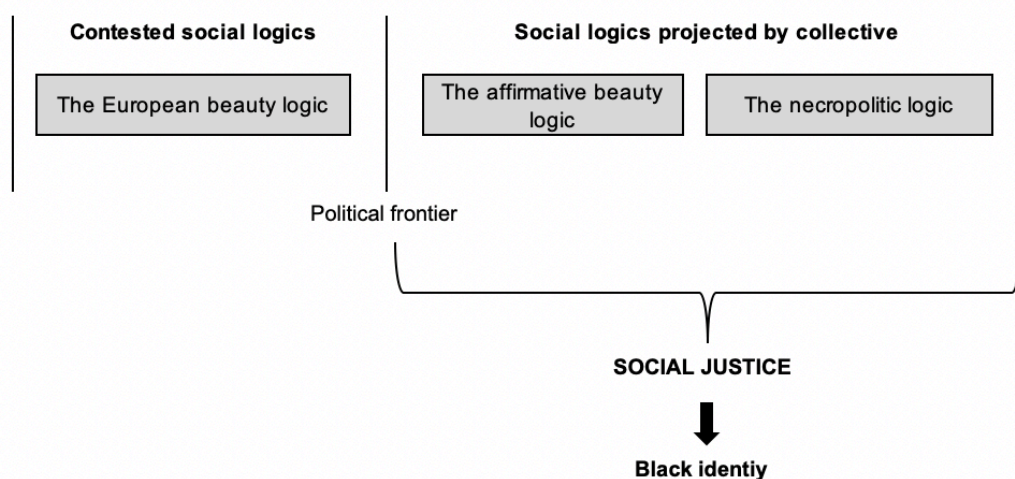 Contested social logics
Social logics projected by collective
The European beauty logic
The affirmative beauty
logic
The necropolitic logic
Political frontier
SOCIAL JUSTICE
Black identiy